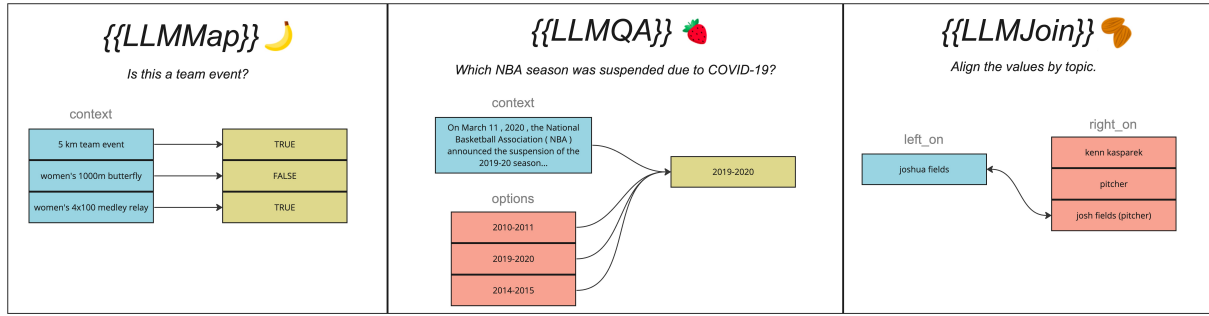 {{LLMMap}}
Is this a team event?
context
5 km team event
TRUE
women's 1000m butterfly
FALSE
women's 4x100 medley relay
TRUE
{{LLMQA}}
Which NBA season was suspended due to COVID-19?
context
On March 11 , 2020 , the National
Basketball Association ( NBA )
announced the suspension of the
2019-20 season...
2019-2020
options
2010-2011
2019-2020
2014-2015
{{LLMJoin}}
Align the values by topic.
left_on
joshua fields
right_on
kenn kasparek
pitcher
josh fields (pitcher)